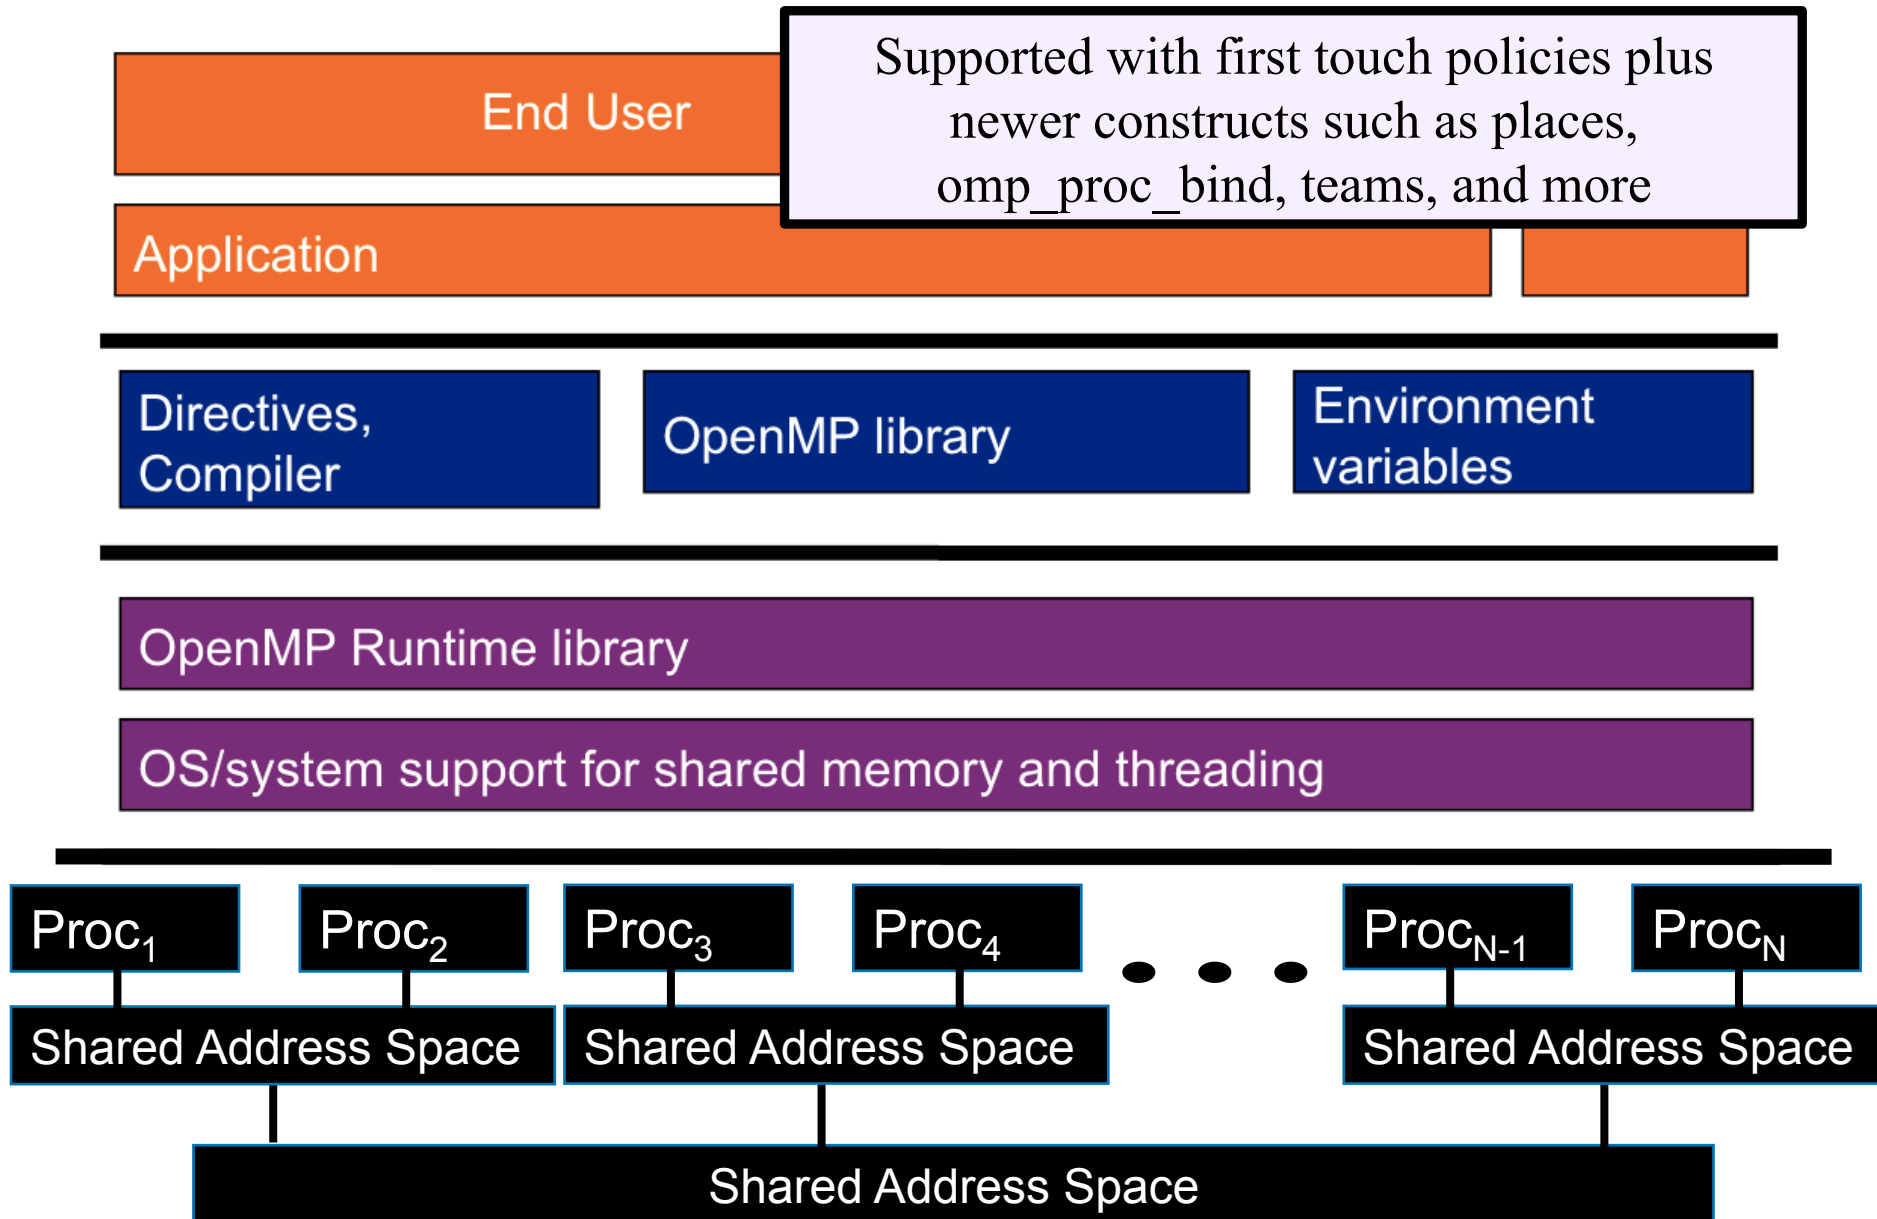 Supported with first touch policies plus
newer constructs such as places,
omp_proc_bind, teams, and more
End User
Application
Directives,
Compiler
OpenMP library
Environment
variables
OpenMP Runtime library
OS/system support for shared memory and threading
Proc1 Proc2 Proc3 Proc4 ProcN-1 ProcN
Shared Address Space Shared Address Space Shared Address Space
Shared Address Space